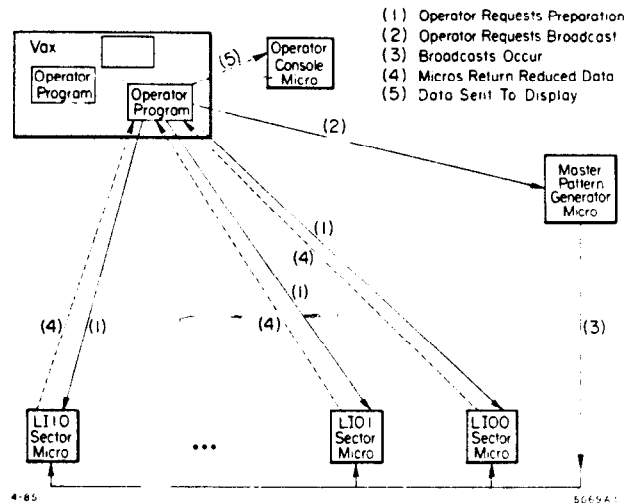 (1) Operator Requests Preparation
(2) Operator Requests Broadcast
(3) Broadcasts Occur
(4) Micros Return Reduced Data
(5) Data Sent To Display
Vax
Operator
Program
Operator
Program
(5)
Operator
Console
Micro
(2)
Master
Pattern
Generator
Micro
(1)
(4)
(1)
(4)
(4)
(1)
(3)
LI10
Sector
Micro
...
LI01
Sector
Micro
LI00
Sector
Micro
4-85